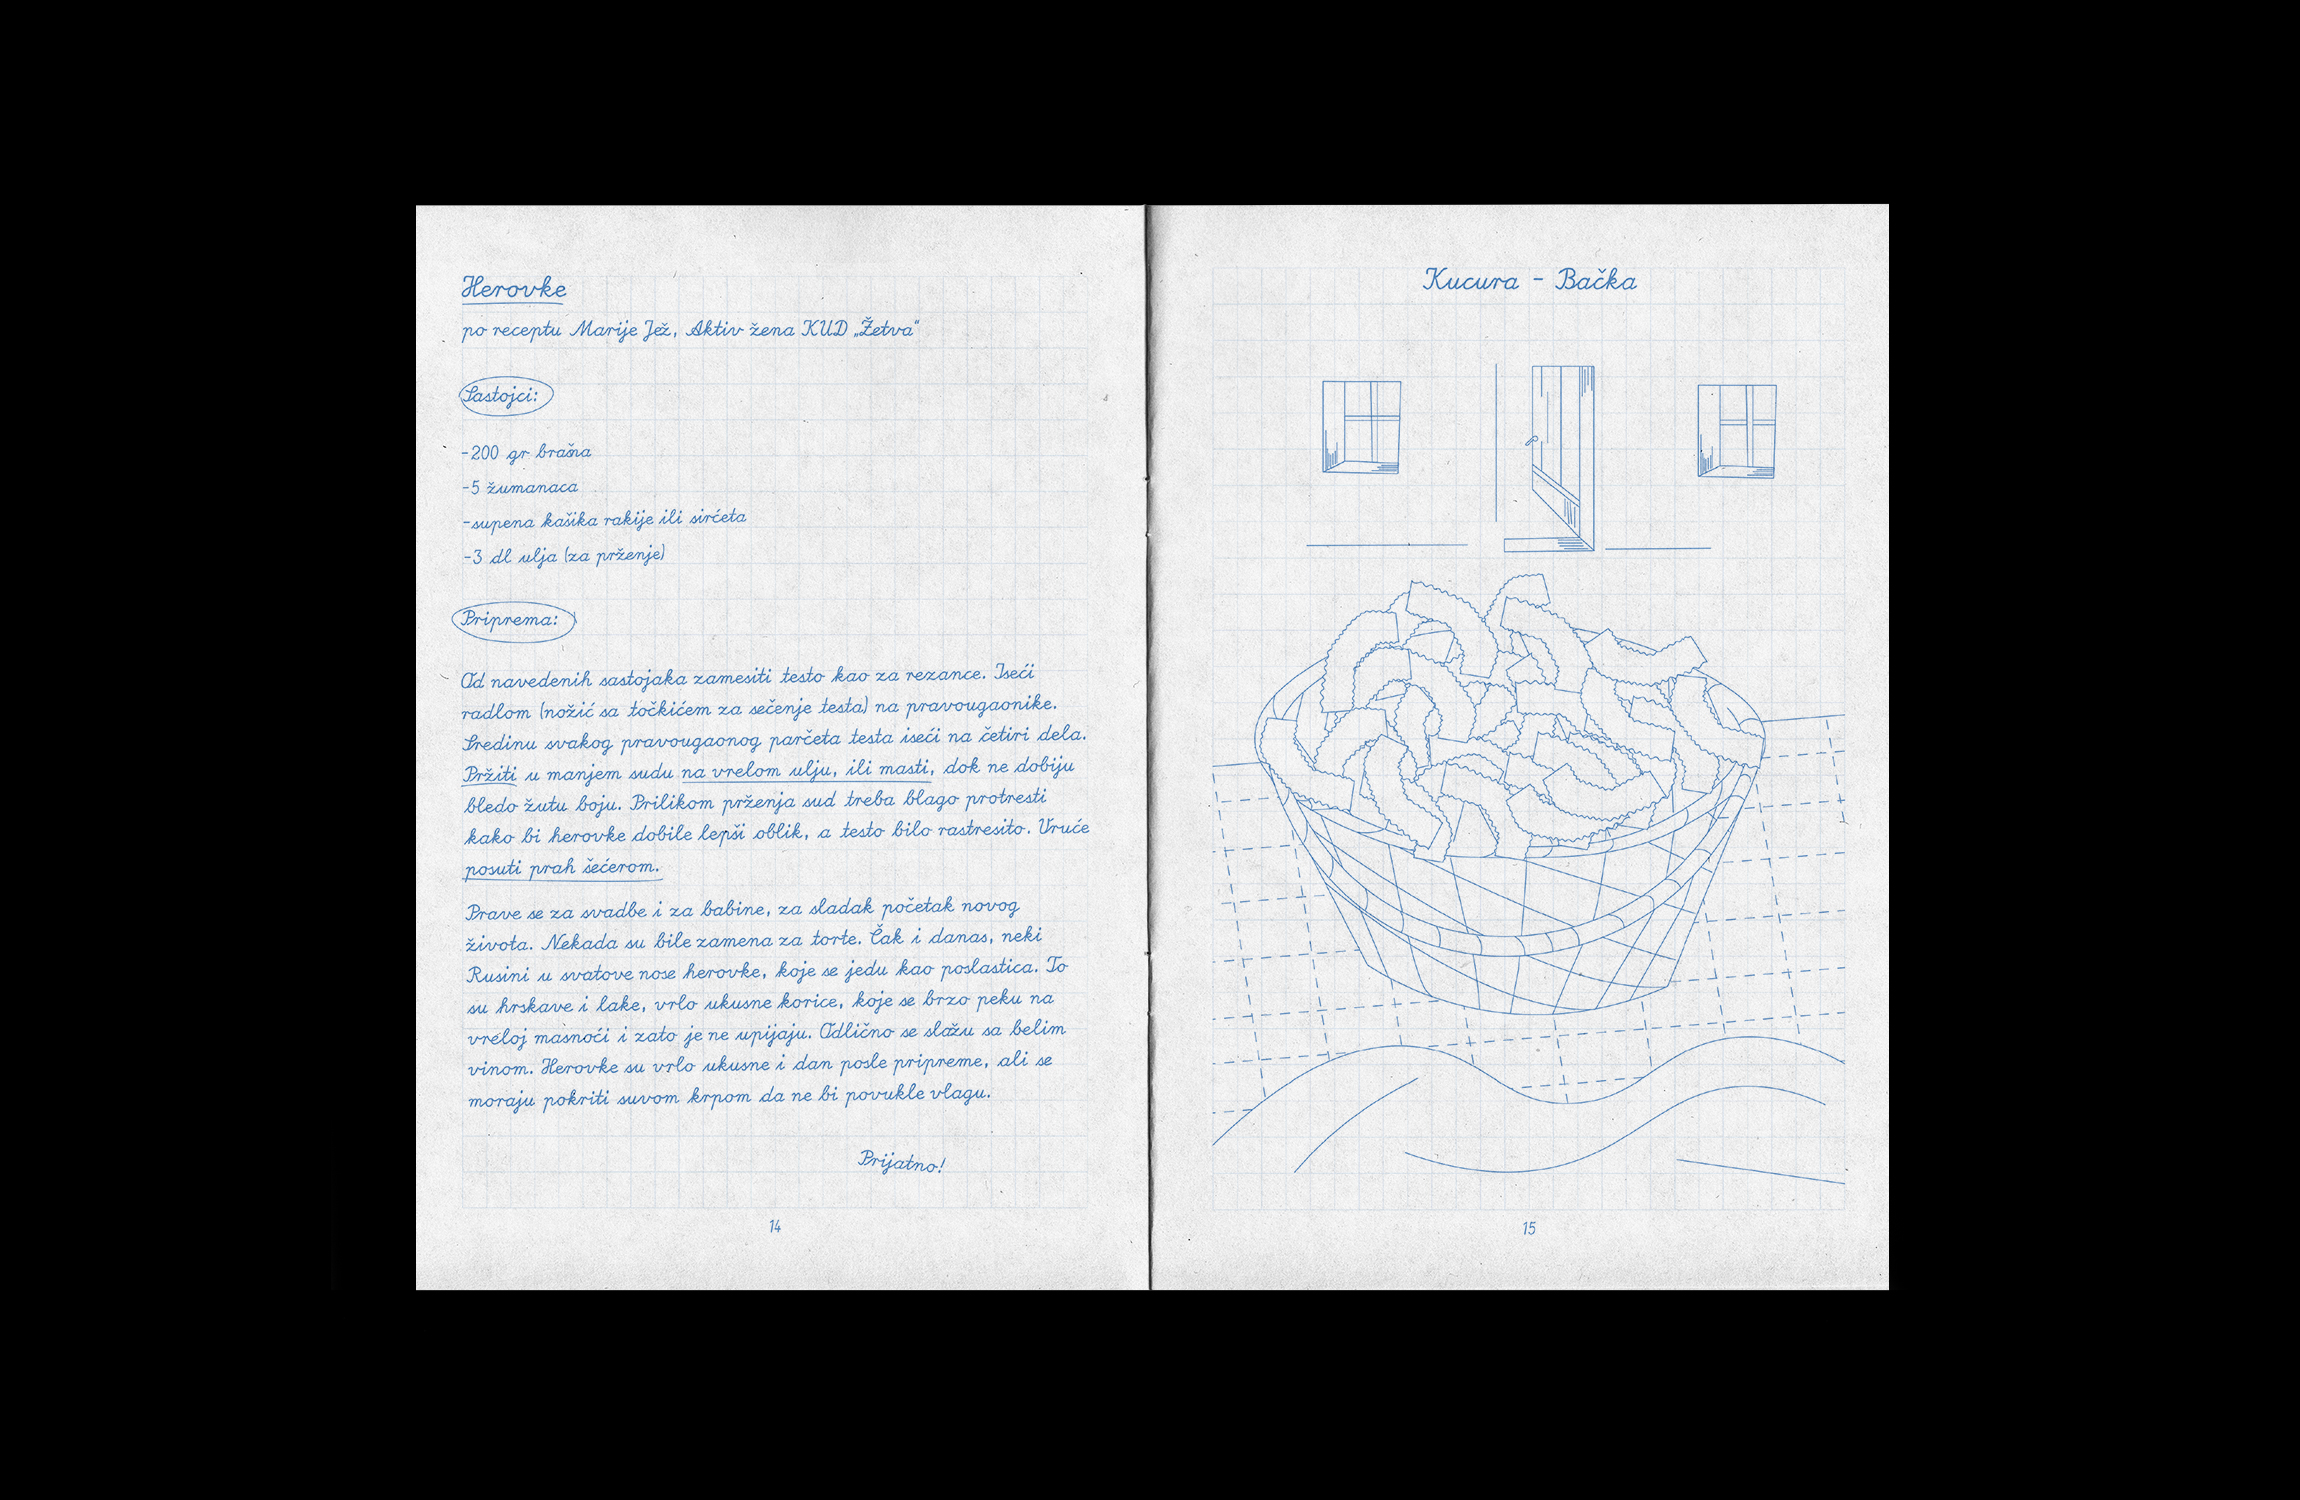 Herovke
po receptu Marije Jež, Aktiv žena KUD „Žetva“
Sastojci:
-200 gr brašna
-5 žumanaca
-supena kašika rakije ili sirćeta
-3 dl ulja (za prženje)
Priprema:
Od navedenih sastojaka zamesiti testo kao za rezance. Iseći
radlom (nožić sa točkićem za sečenje testa) na pravougaonike.
Sredinu svakog pravougaonog parčeta testa iseći na četiri dela.
Pržiti u manjem sudu na vrelom ulju, ili masti, dok ne dobiju
bledo žutu boju. Prilikom prženja sud treba blago protresti
kako bi herovke dobile lepši oblik, a testo bilo rastresito. Vruće
posuti prah šećerom.
Prave se za svadbe i za babine, za sladak početak novog
života. Nekada su bile zamena za torte. Čak i danas, neki
Rusini u svatove nose herovke, koje se jedu kao poslastica. To
su hrskave i lake, vrlo ukusne korice, koje se brzo peku na
vreloj masnoći i zato je ne upijaju. Odlično se slažu sa belim
vinom. Herovke su vrlo ukusne i dan posle pripreme, ali se
moraju pokriti suvom krpom da ne bi povukle vlagu.
Prijatno!
14
Kucura - Bačka
15